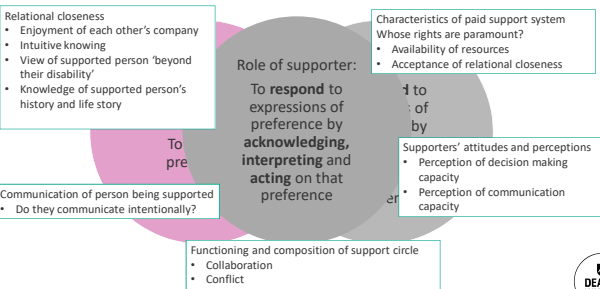 Relational closeness
• Enjoyment of each other's company
• Intuitive knowing
• View of supported person 'beyond
their disability'
• Knowledge of supported person's
history and life story
Characteristics of paid support system
Whose rights are paramount?
• Availability of resources
• Acceptance of relational closeness
Role of supporter:
To respond to
expressions of
preference by
acknowledging,
interpreting and
acting on that
preference
To
to
of
by
Supporters' attitudes and perceptions
• Perception of decision making
capacity
• Perception of communication
capacity
Communication of person being supported
• Do they communicate intentionally?
Functioning and composition of support circle
• Collaboration
• Conflict